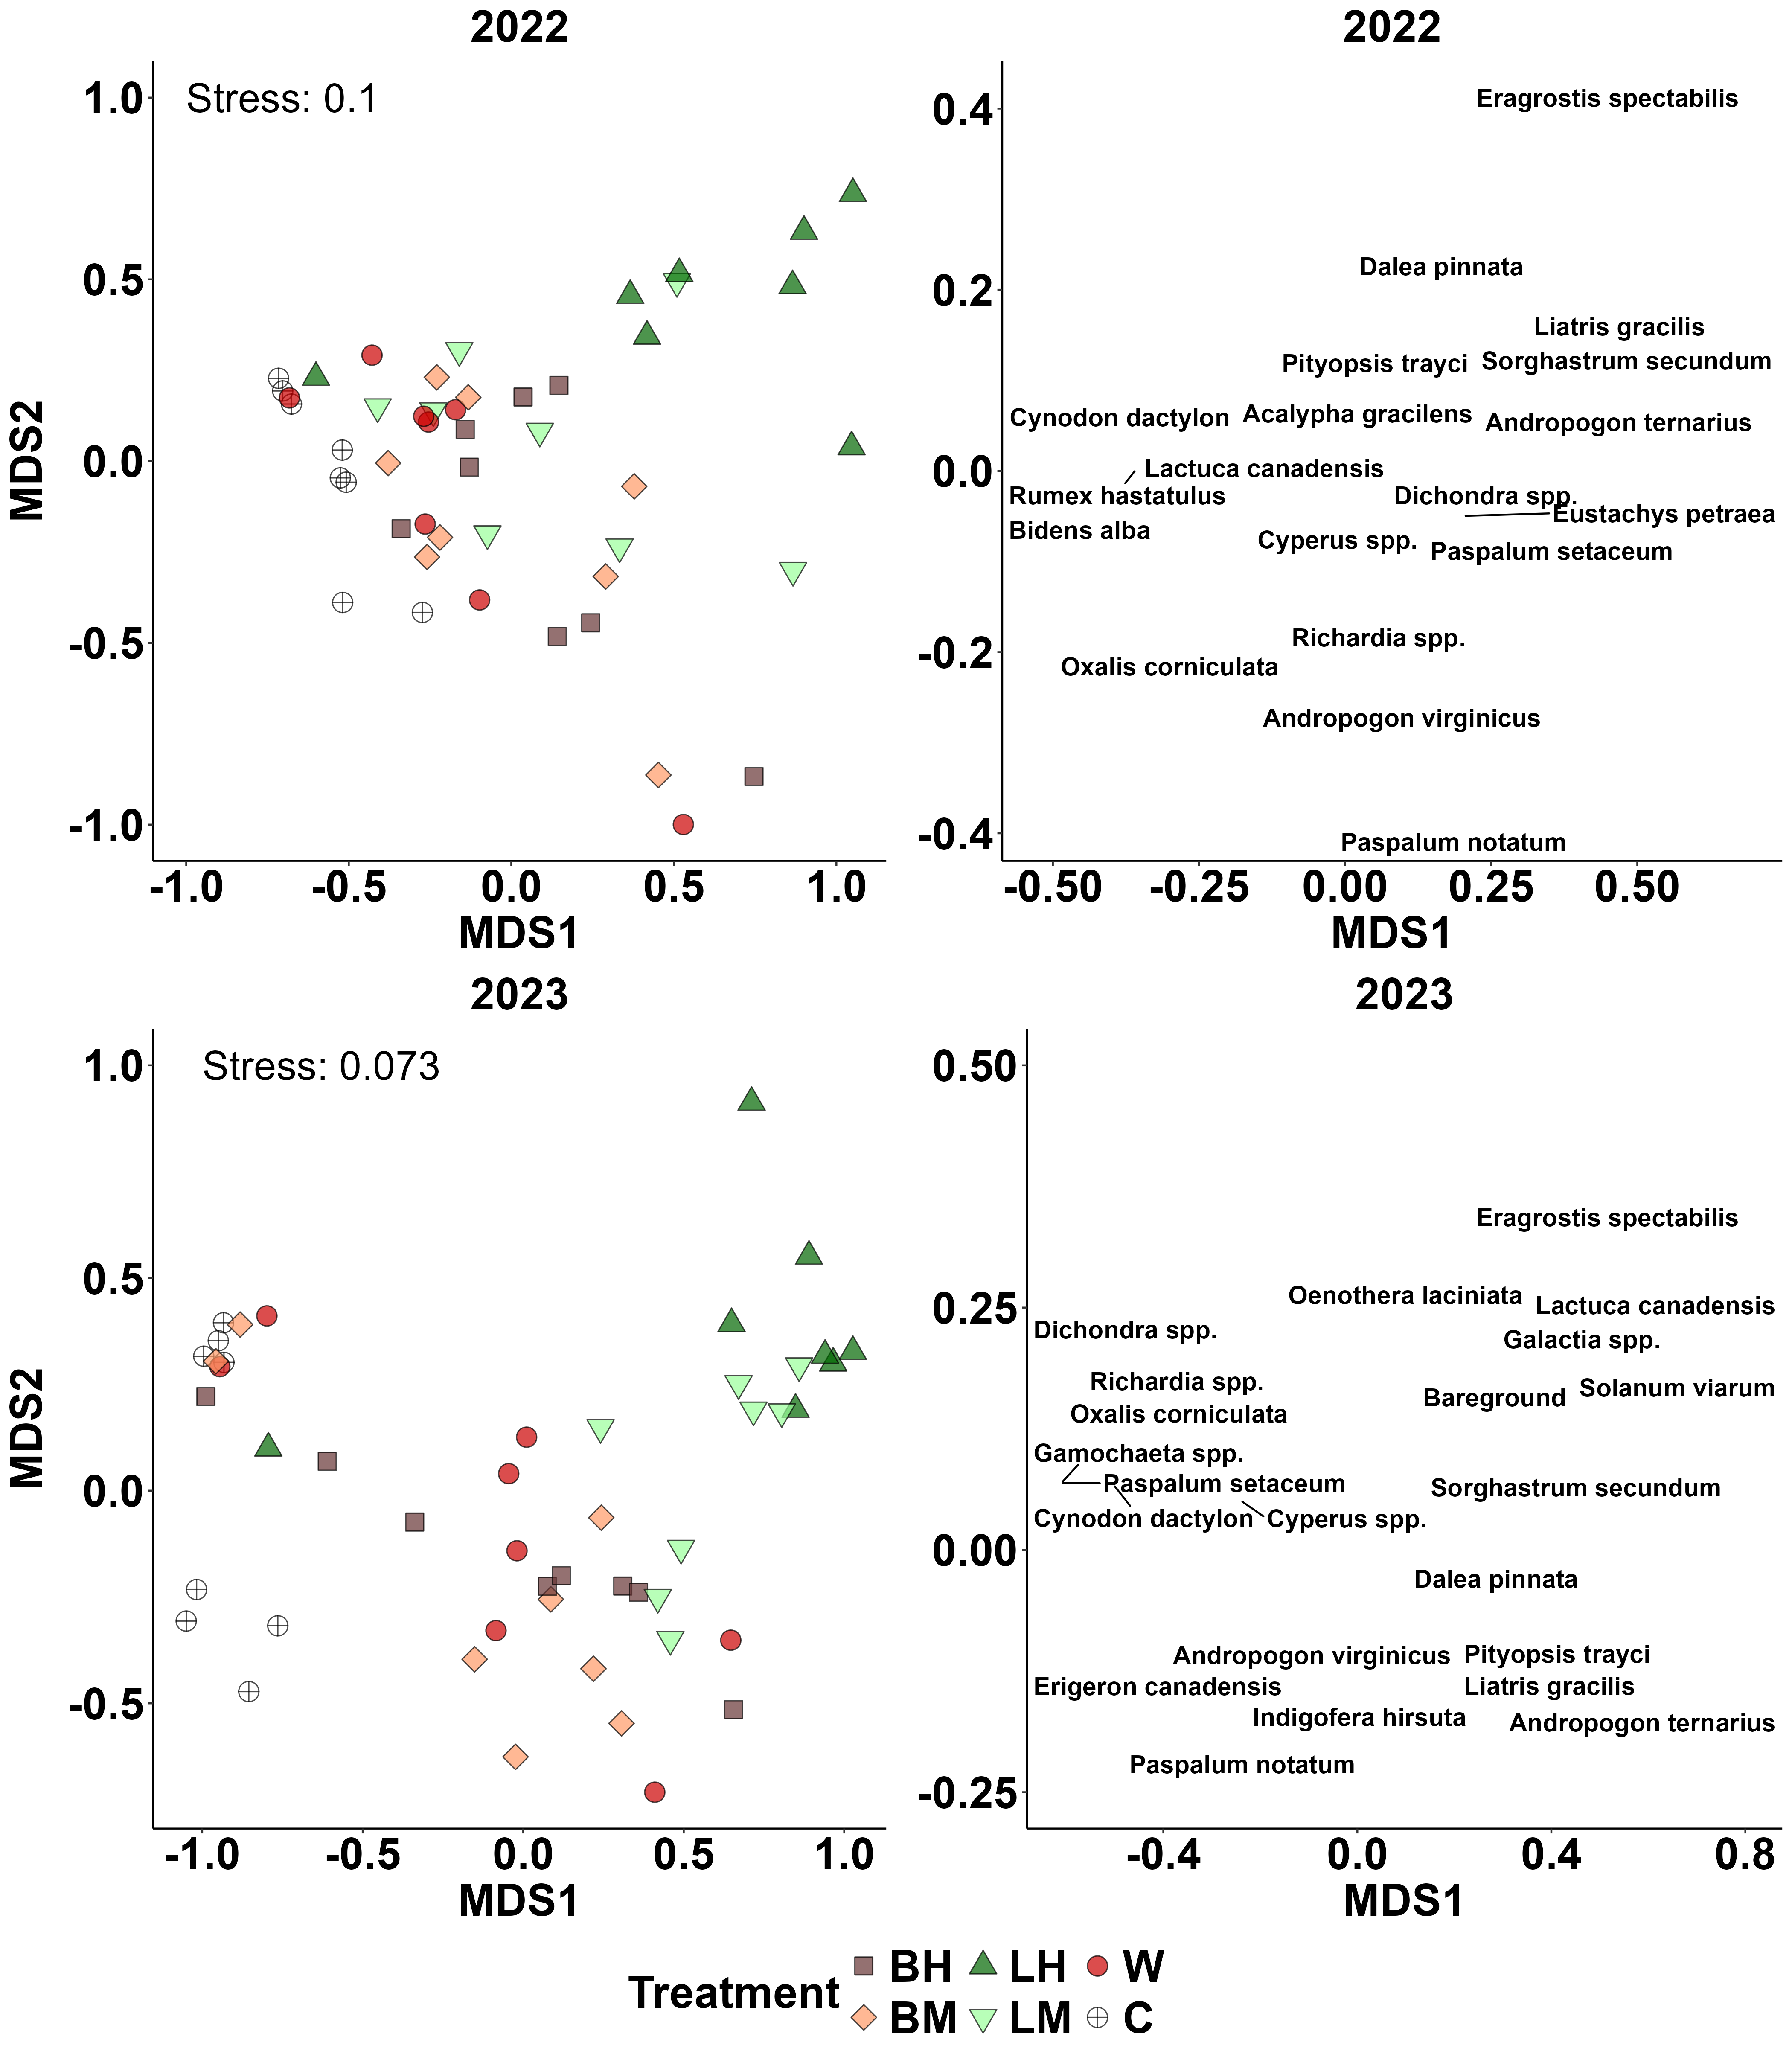 2022
Stress: 0.1
1.0
0.5
0.0
-0.5
-1.0
MDS2
-1.0 -0.5 0.0 0.5 1.0
MDS1
2022
0.4
0.2
0.0
-0.2
-0.4
Eragrostis spectabilis
Dalea pinnata
Liatris gracilis
Pityopsis trayci Sorghastrum secundum
Cynodon dactylon Acalypha gracilens Andropogon ternarius
Lactuca canadensis
Rumex hastatulus Dichondra spp.
Eustachys petraea
Bidens alba Cyperus spp. Paspalum setaceum
Richardia spp.
Oxalis corniculata
Andropogon virginicus
Paspalum notatum
-0.50 -0.25 0.00 0.25 0.50
MDS1
2023
Stress: 0.073
1.0
0.5
0.0
-0.5
MDS2
-1.0 -0.5 0.0 0.5 1.0
MDS1
2023
0.50
0.25
0.00
-0.25
Eragrostis spectabilis
Oenothera laciniata Lactuca canadensis
Dichondra spp. Galactia spp.
Richardia spp. Bareground Solanum viarum
Oxalis corniculata
Gamochaeta spp.
Paspalum setaceum Sorghastrum secundum
Cynodon dactylon Cyperus spp.
Dalea pinnata
Andropogon virginicus Pityopsis trayci
Erigeron canadensis Liatris gracilis
Indigofera hirsuta Andropogon ternarius
Paspalum notatum
-0.4 0.0 0.4 0.8
MDS1
Treatment
BH LH W
BM LM C